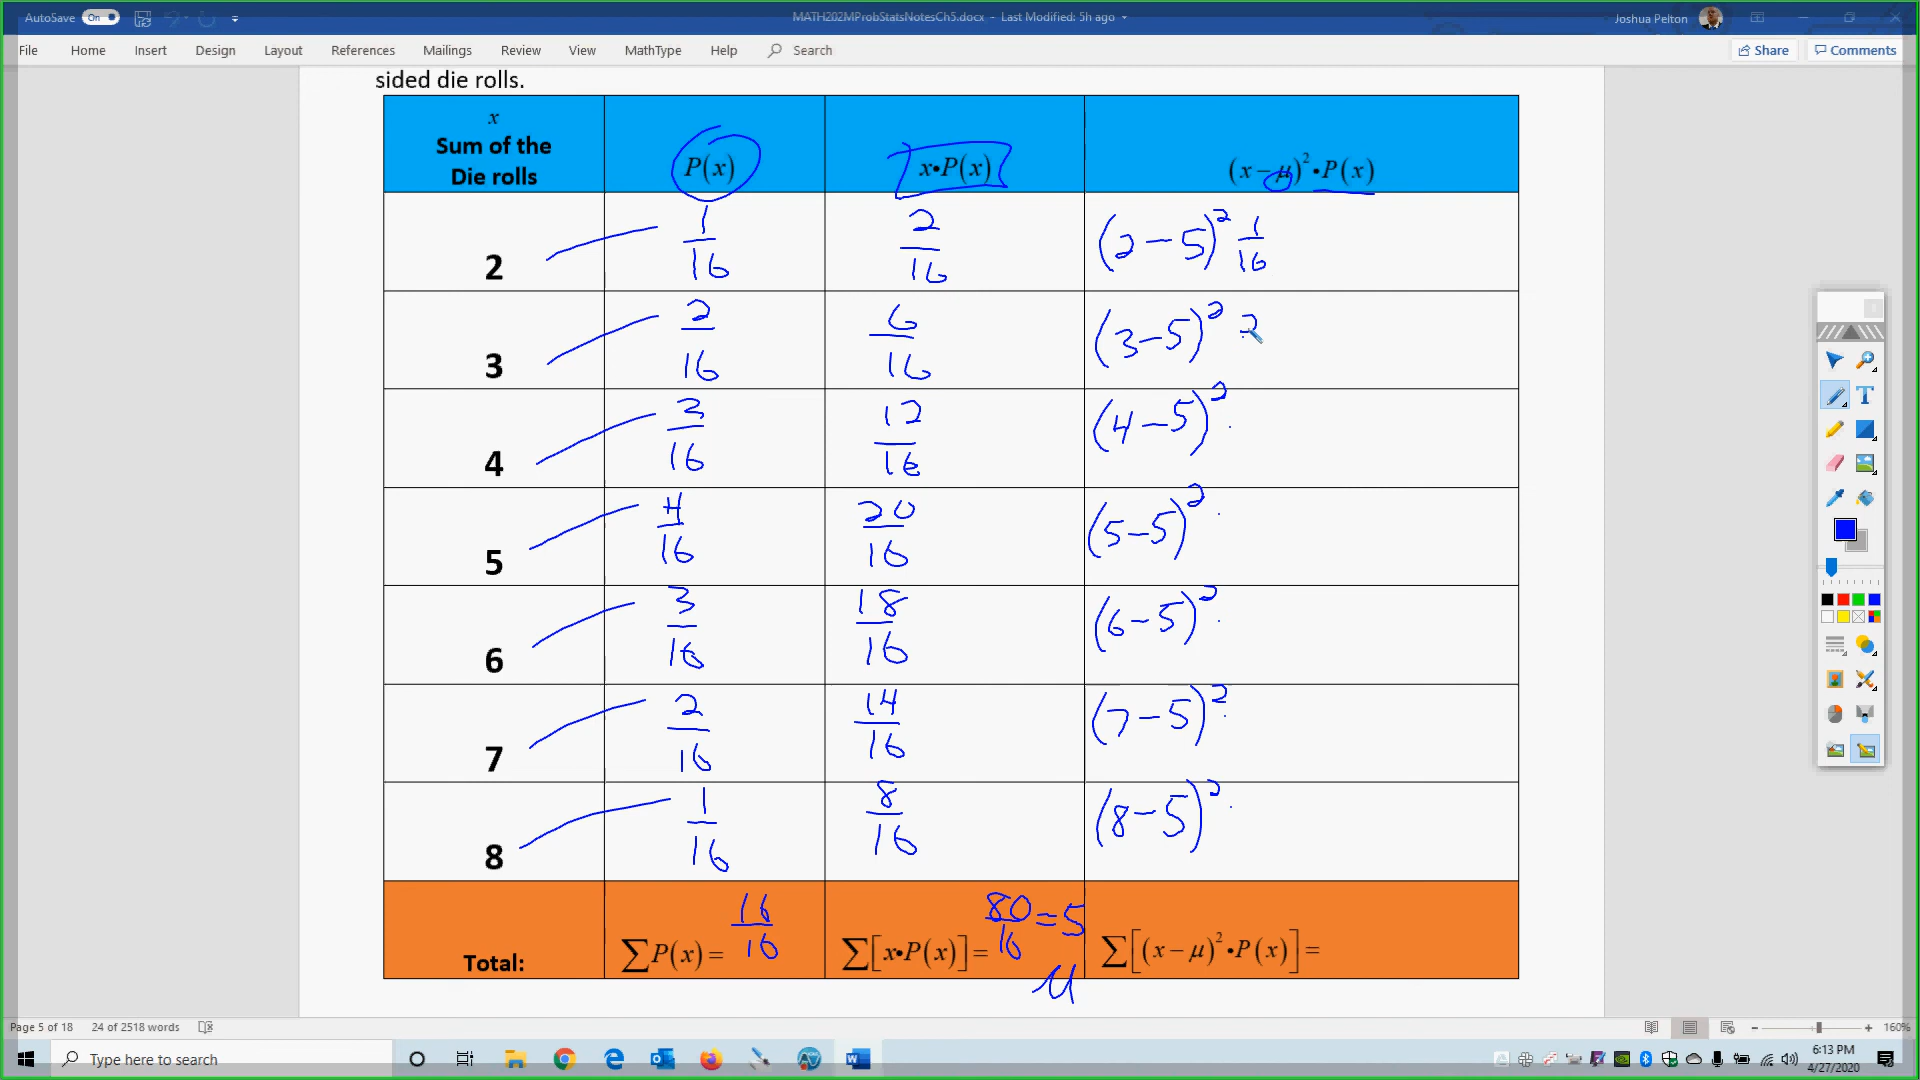 AutoSave On MATH202MProbStatsNotesCh5.docx - Last Modified: 5h ago Joshua Pelton
File Home Insert Design Layout References Mailings Review View MathType Help Search Share Comments
sided die rolls.
x
Sum of the
Die rolls
P(x)
x•P(x)
(x-μ)²•P(x)
2
1/16
2/16
(2-5)² 1/16
3
2/16
6/16
(3-5)² 2
4
3/16
12/16
(4-5)² ·
5
4/16
20/16
(5-5)² ·
6
3/16
18/16
(6-5)² ·
7
2/16
14/16
(7-5)² ·
8
1/16
8/16
(8-5)² ·
Total:
∑P(x) = 16/16
∑[x•P(x)] = 80/16 = 5
μ
∑[(x-μ)²•P(x)] =
Page 5 of 18 24 of 2518 words 160%
Type here to search
6:13 PM
4/27/2020